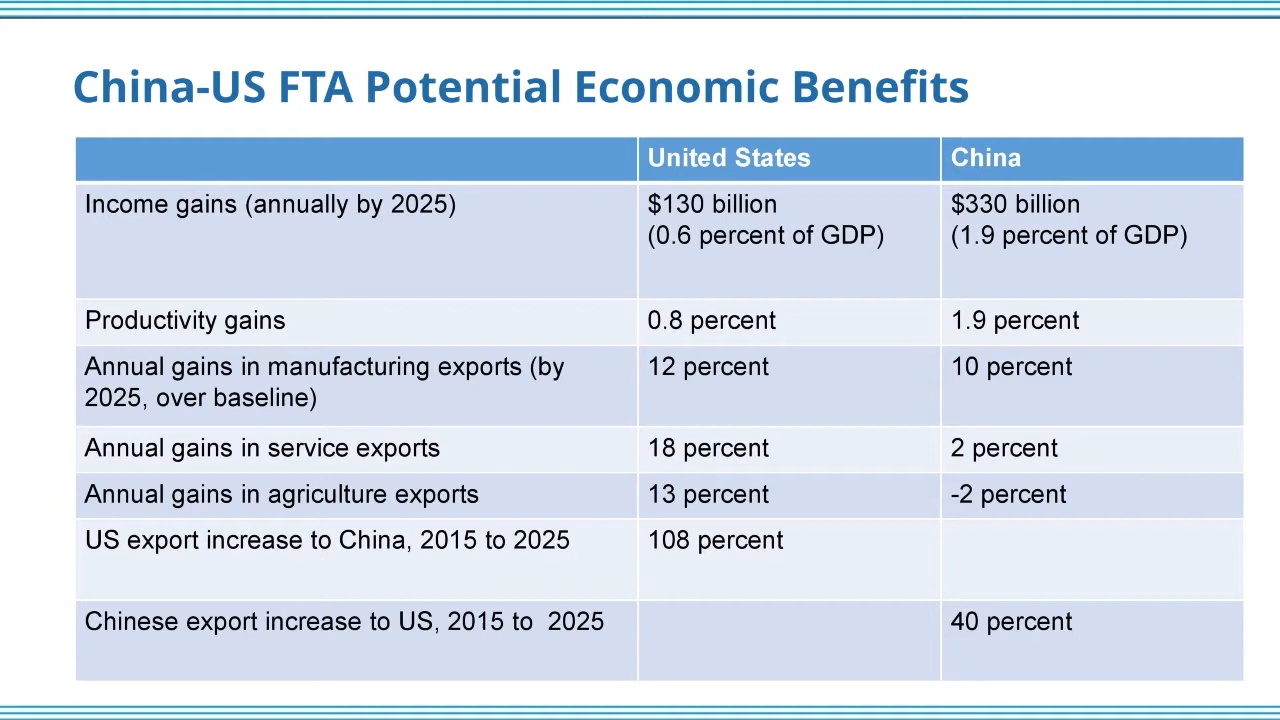 China-US FTA Potential Economic Benefits
United States China
Income gains (annually by 2025) $130 billion $330 billion
(0.6 percent of GDP) (1.9 percent of GDP)
Productivity gains 0.8 percent 1.9 percent
Annual gains in manufacturing exports (by 12 percent 10 percent
2025, over baseline)
Annual gains in service exports 18 percent 2 percent
Annual gains in agriculture exports 13 percent -2 percent
US export increase to China, 2015 to 2025 108 percent
Chinese export increase to US, 2015 to 2025 40 percent